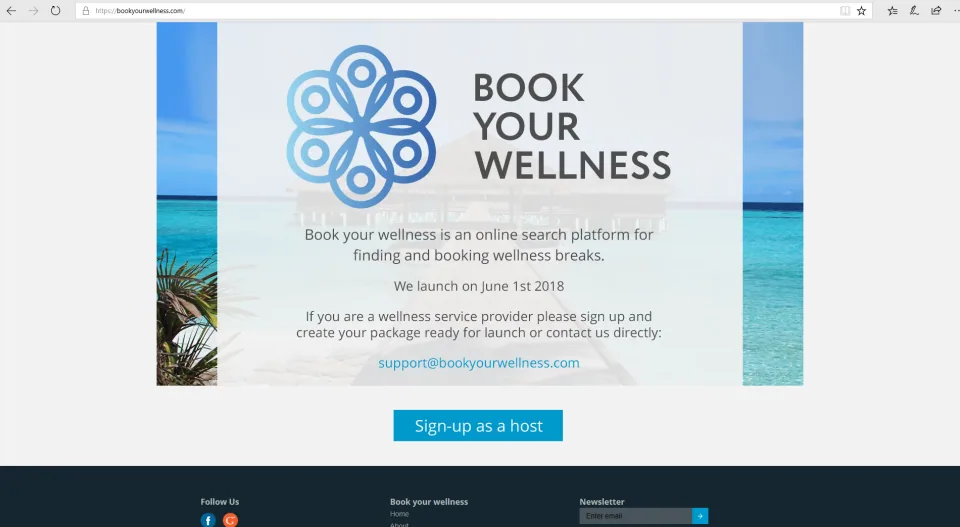 https://bookyourwellness.com/
BOOK
YOUR
WELLNESS
Book your wellness is an online search platform for
finding and booking wellness breaks.
We launch on June 1st 2018
If you are a wellness service provider please sign up and
create your package ready for launch or contact us directly:
support@bookyourwellness.com
Sign-up as a host
Follow Us
Book your wellness
Newsletter
Home
Enter email
About